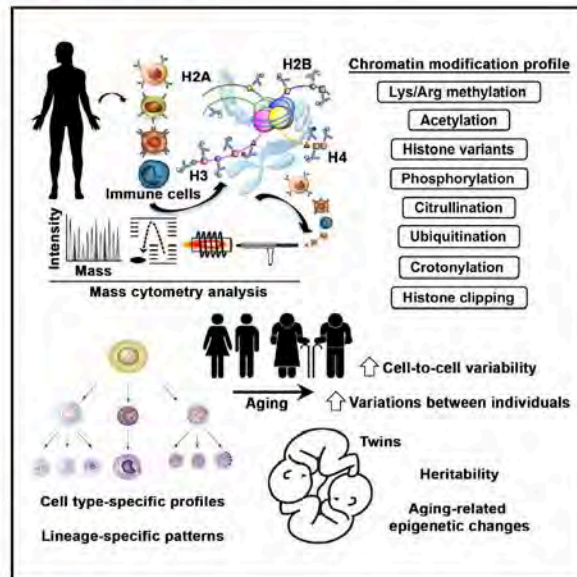 H2A
H2B
H3
H4
Immune cells
Intensity
Mass
Mass cytometry analysis
Chromatin modification profile
Lys/Arg methylation
Acetylation
Histone variants
Phosphorylation
Citrullination
Ubiquitination
Crotonylation
Histone clipping
Aging
Cell-to-cell variability
Variations between individuals
Cell type-specific profiles
Lineage-specific patterns
Twins
Heritability
Aging-related
epigenetic changes